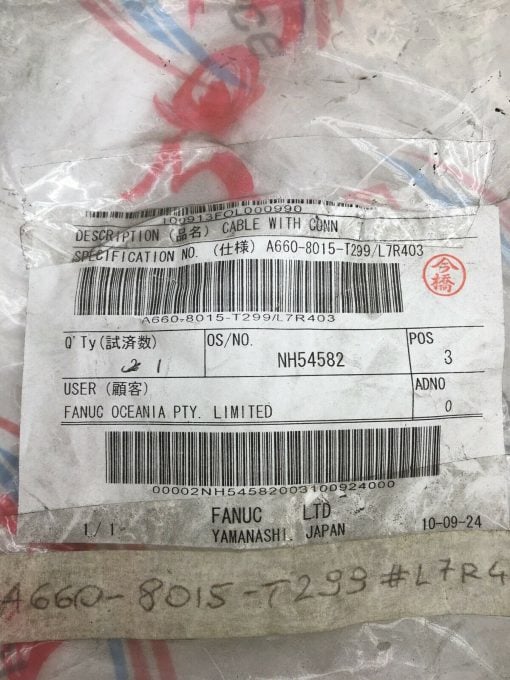 100913FOL000990
DESCRIPTION (品名) CABLE WITH CONN
SPECIFICATION NO. (仕様) A660-8015-T299/L7R403
今橋
A660-8015-T299/L7R403
Q'Ty(試済数) OS/NO. POS
1 NH54582 3
USER (顧客) ADNO
FANUC OCEANIA PTY. LIMITED 0
00002NH54582003100924000
1/1 FANUC LTD
YAMANASHI, JAPAN 10-09-24
A660-8015-T299 #L7R4